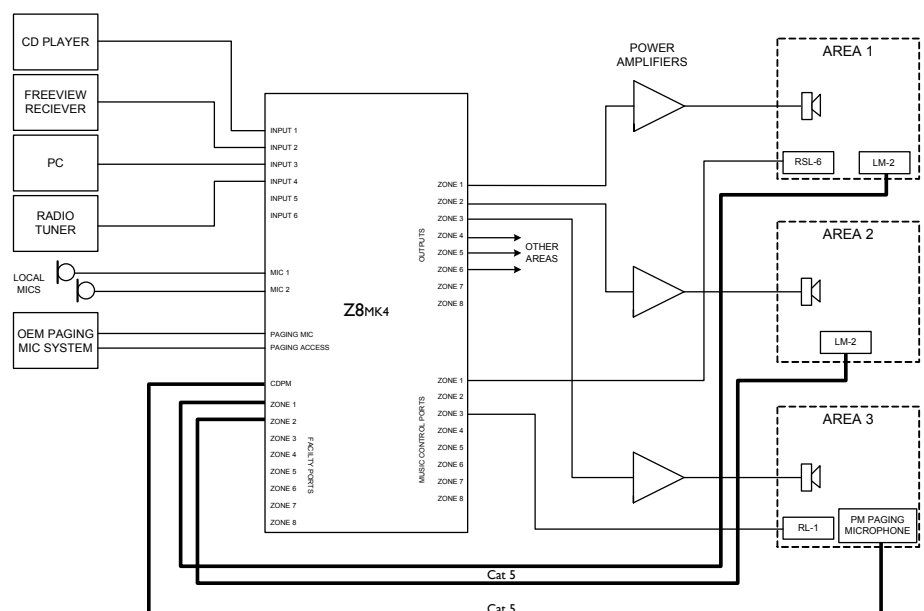 CD PLAYER
FREEVIEW
RECIEVER
PC
RADIO
TUNER
LOCAL
MICS
OEM PAGING
MIC SYSTEM
INPUT 1
INPUT 2
INPUT 3
INPUT 4
INPUT 5
INPUT 6
MIC 1
MIC 2
PAGING MIC
PAGING ACCESS
CDPM
ZONE 1
ZONE 2
ZONE 3
ZONE 4
ZONE 5
ZONE 6
ZONE 7
ZONE 8
FACILTY PORTS
Z8MK4
OUTPUTS
ZONE 1
ZONE 2
ZONE 3
ZONE 4
ZONE 5
ZONE 6
ZONE 7
ZONE 8
MUSIC CONTROL PORTS
ZONE 1
ZONE 2
ZONE 3
ZONE 4
ZONE 5
ZONE 6
ZONE 7
ZONE 8
OTHER
AREAS
POWER
AMPLIFIERS
AREA 1
RSL-6
LM-2
AREA 2
LM-2
AREA 3
RL-1
PM PAGING
MICROPHONE
Cat 5
Cat 5